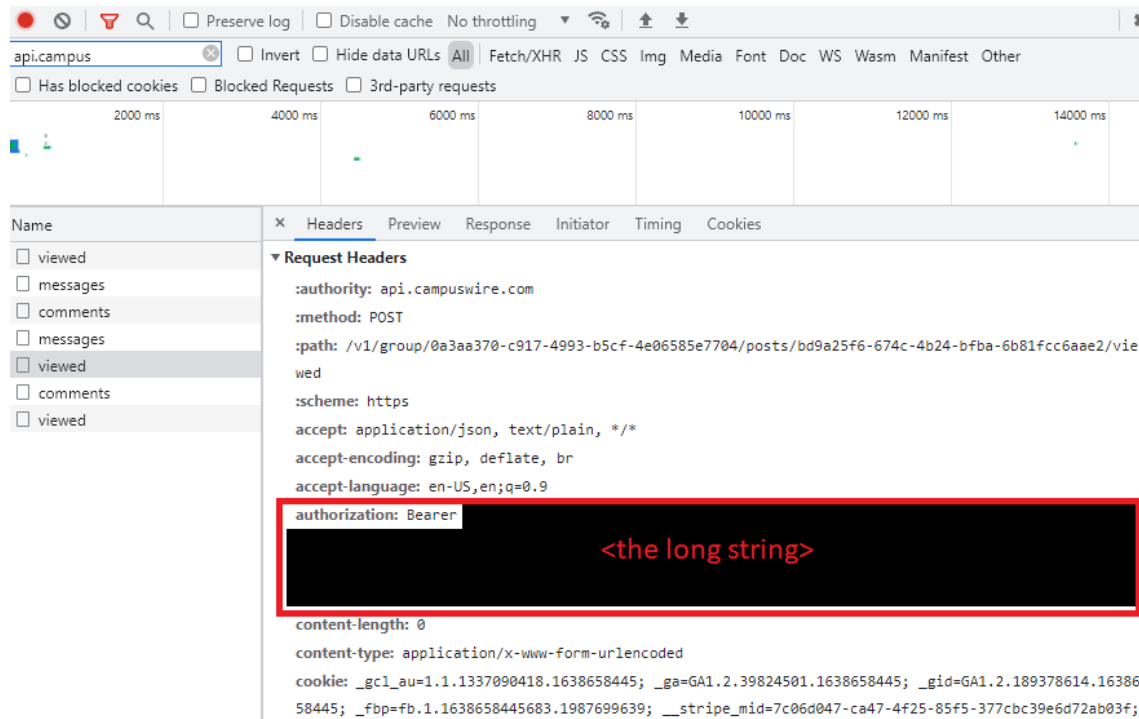 Preserve log Disable cache No throttling
api.campus Invert Hide data URLs All Fetch/XHR JS CSS Img Media Font Doc WS Wasm Manifest Other
Has blocked cookies Blocked Requests 3rd-party requests
2000 ms 4000 ms 6000 ms 8000 ms 10000 ms 12000 ms 14000 ms
Name
viewed
messages
comments
messages
viewed
comments
viewed
× Headers Preview Response Initiator Timing Cookies
▼ Request Headers
:authority: api.campuswire.com
:method: POST
:path: /v1/group/0a3aa370-c917-4993-b5cf-4e06585e7704/posts/bd9a25f6-674c-4b24-bfba-6b81fcc6aae2/vie
wed
:scheme: https
accept: application/json, text/plain, */*
accept-encoding: gzip, deflate, br
accept-language: en-US,en;q=0.9
authorization: Bearer
<the long string>
content-length: 0
content-type: application/x-www-form-urlencoded
cookie: _gcl_au=1.1.1337090418.1638658445; _ga=GA1.2.39824501.1638658445; _gid=GA1.2.189378614.16386
58445; _fbp=fb.1.1638658445683.1987699639; __stripe_mid=7c06d047-ca47-4f25-85f5-377cbc39e6d72ab03f;